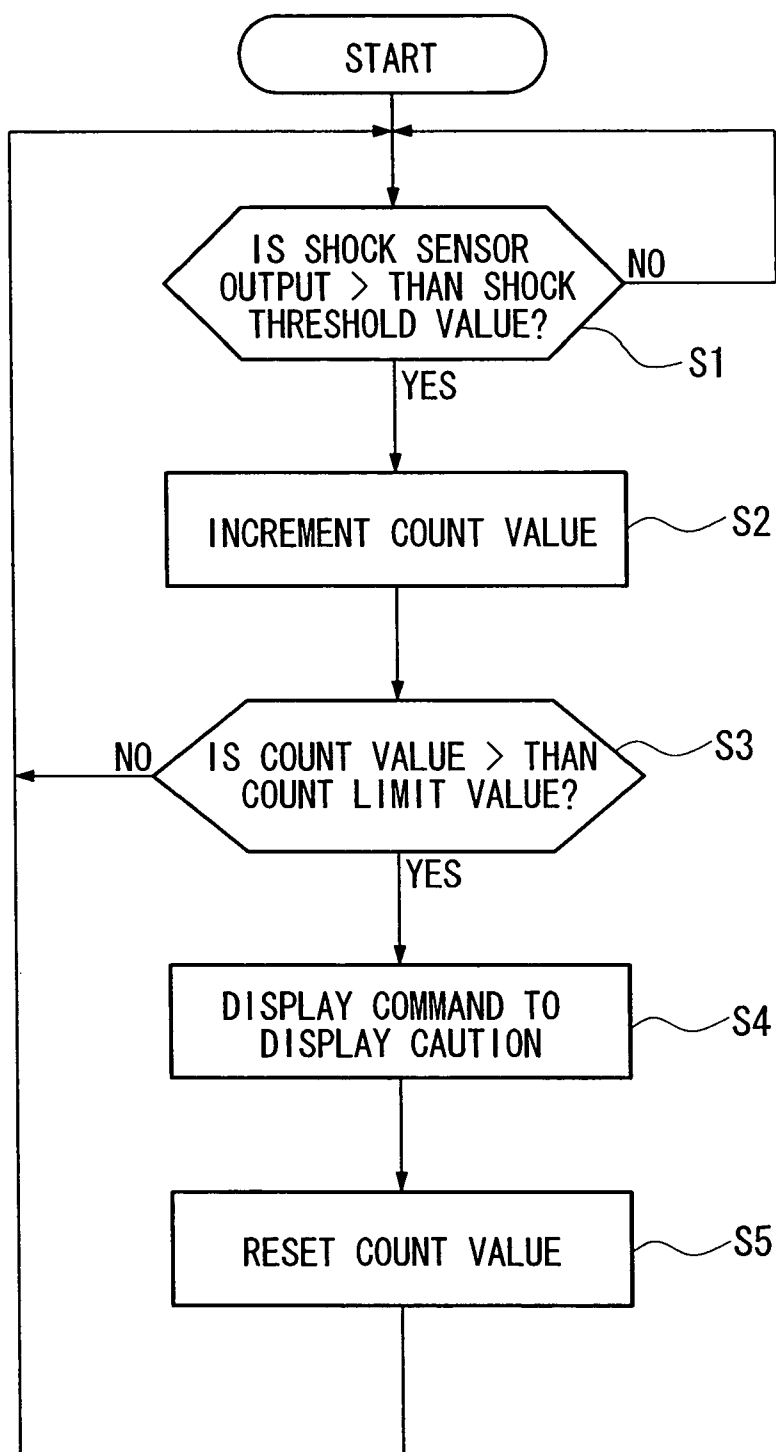 START
IS SHOCK SENSOR
OUTPUT > THAN SHOCK
THRESHOLD VALUE?
NO
S1
YES
INCREMENT COUNT VALUE
S2
IS COUNT VALUE > THAN
COUNT LIMIT VALUE?
NO
S3
YES
DISPLAY COMMAND TO
DISPLAY CAUTION
S4
RESET COUNT VALUE
S5